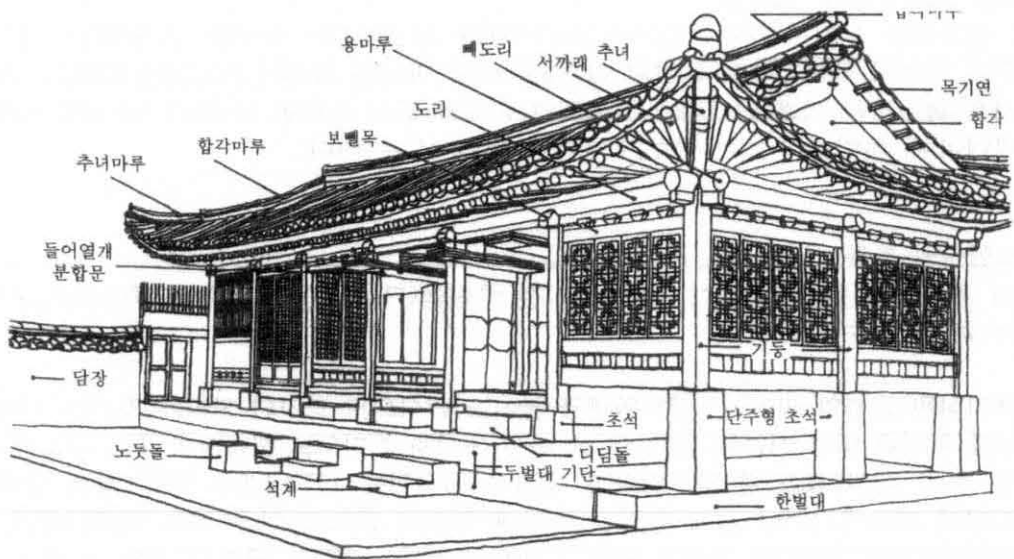 용마루
뺄도리
서까래
추녀
목기연
합각
도리
보뺄목
합각마루
추녀마루
들어열개
분합문
기둥
담장
초석
단주형 초석
노둣돌
디딤돌
두벌대 기단
석계
한벌대